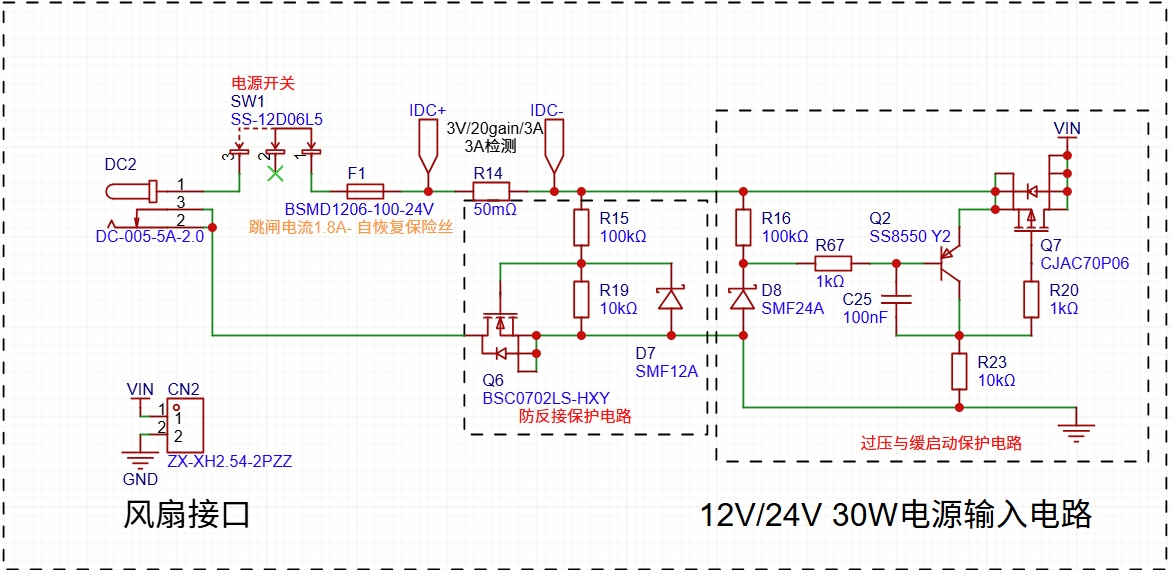 电源开关
SW1
SS-12D06L5
3
2
1
DC2
1
3
2
DC-005-5A-2.0
F1
BSMD1206-100-24V
跳闸电流1.8A- 自恢复保险丝
IDC+
IDC-
3V/20gain/3A
3A检测
R14
50mΩ
R15
100kΩ
R19
10kΩ
D7
SMF12A
Q6
BSC0702LS-HXY
防反接保护电路
R16
100kΩ
D8
SMF24A
R67
1kΩ
C25
100nF
Q2
SS8550 Y2
VIN
Q7
CJAC70P06
R20
1kΩ
R23
10kΩ
过压与缓启动保护电路
VIN
CN2
1
2
1
2
ZX-XH2.54-2PZZ
GND
风扇接口
12V/24V 30W电源输入电路